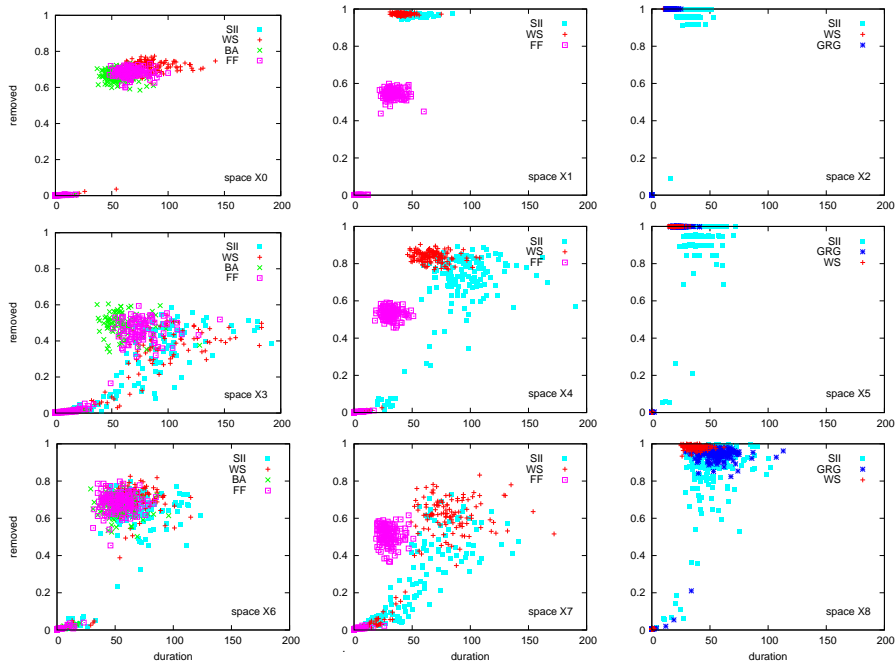 1
0.8
0.6
0.4
0.2
0
removed
SII
WS
BA
FF
space X0
0 50 100 150 200
1
0.8
0.6
0.4
0.2
0
SII
WS
FF
space X1
0 50 100 150 200
1
0.8
0.6
0.4
0.2
0
SII
WS
GRG
space X2
0 50 100 150 200
1
0.8
0.6
0.4
0.2
0
removed
SII
WS
BA
FF
space X3
0 50 100 150 200
1
0.8
0.6
0.4
0.2
0
SII
WS
FF
space X4
0 50 100 150 200
1
0.8
0.6
0.4
0.2
0
SII
GRG
WS
space X5
0 50 100 150 200
1
0.8
0.6
0.4
0.2
0
removed
SII
WS
BA
FF
space X6
0 50 100 150 200
duration
1
0.8
0.6
0.4
0.2
0
SII
WS
FF
space X7
0 50 100 150 200
duration
1
0.8
0.6
0.4
0.2
0
SII
GRG
WS
space X8
0 50 100 150 200
duration